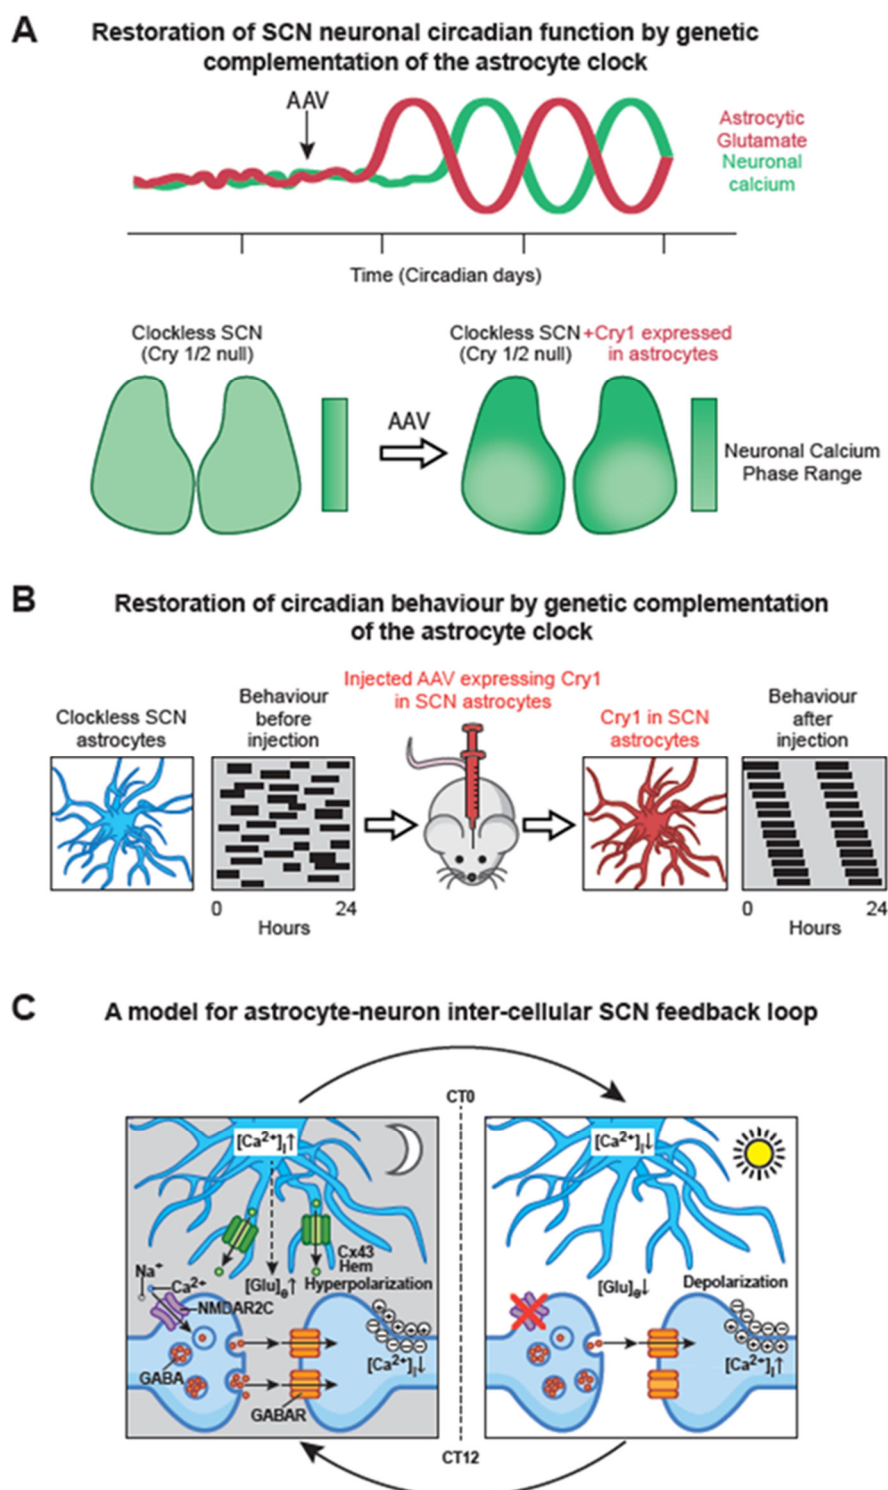 A
Restoration of SCN neuronal circadian function by genetic
complementation of the astrocyte clock
AAV
Astrocytic
Glutamate
Neuronal
calcium
Time (Circadian days)
Clockless SCN
(Cry 1/2 null)
Clockless SCN +Cry1 expressed
(Cry 1/2 null) in astrocytes
AAV
Neuronal Calcium
Phase Range
B
Restoration of circadian behaviour by genetic complementation
of the astrocyte clock
Clockless SCN
astrocytes
Behaviour
before
injection
Injected AAV expressing Cry1
in SCN astrocytes
Cry1 in SCN
astrocytes
Behaviour
after
injection
0 24
Hours
0 24
Hours
C
A model for astrocyte-neuron inter-cellular SCN feedback loop
CT0
[Ca²⁺]ᵢ↑
Cx43
Hem
Na⁺
Ca²⁺
[Glu]ₑ↑
Hyperpolarization
NMDAR2C
[Ca²⁺]ᵢ↓
GABA
GABAR
[Ca²⁺]ᵢ↓
[Glu]ₑ↓
Depolarization
[Ca²⁺]ᵢ↑
CT12